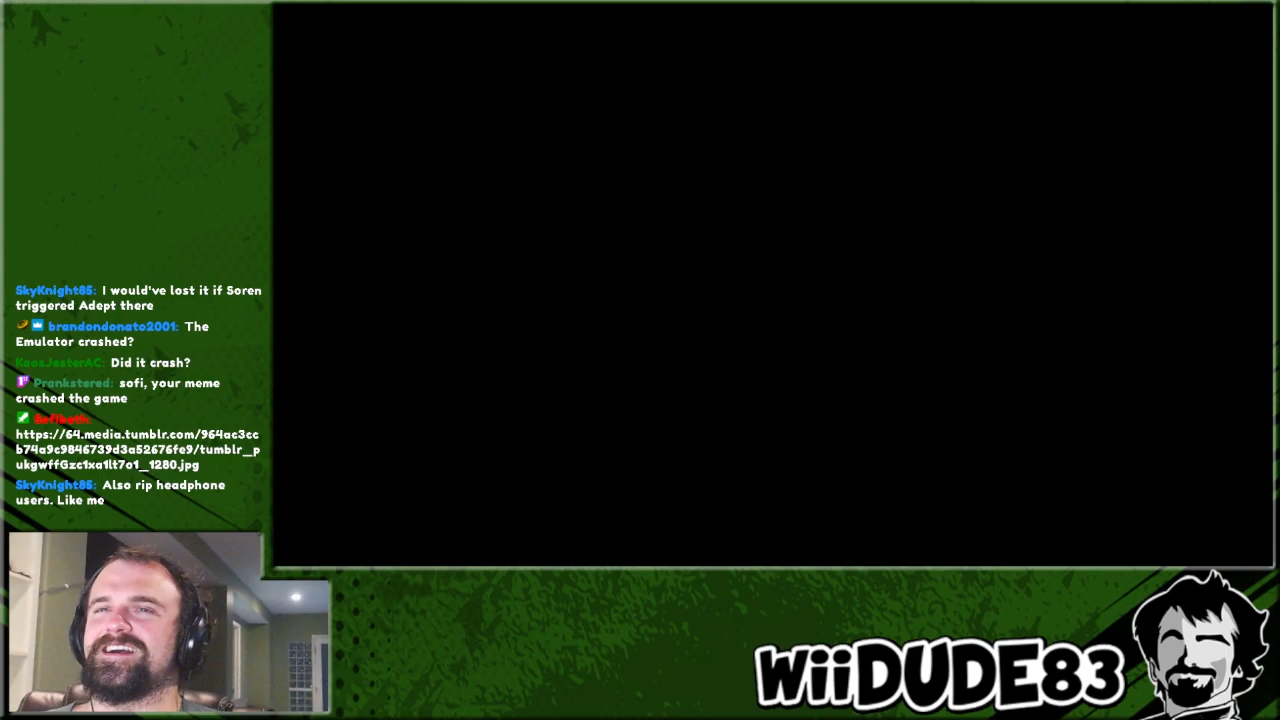 SkyKnight85: I would've lost it if Soren
triggered Adept there
brandondonato2001: The
Emulator crashed?
KaosJesterAC: Did it crash?
Prankstered: sofi, your meme
crashed the game
https://64.media.tumblr.com/964ac3cc
b74a9c9846739d3a52676fe9/tumblr_p
ukgwffGzc1xa1lt7o1_1280.jpg
SkyKnight85: Also rip headphone
users. Like me
WiiDUDE83